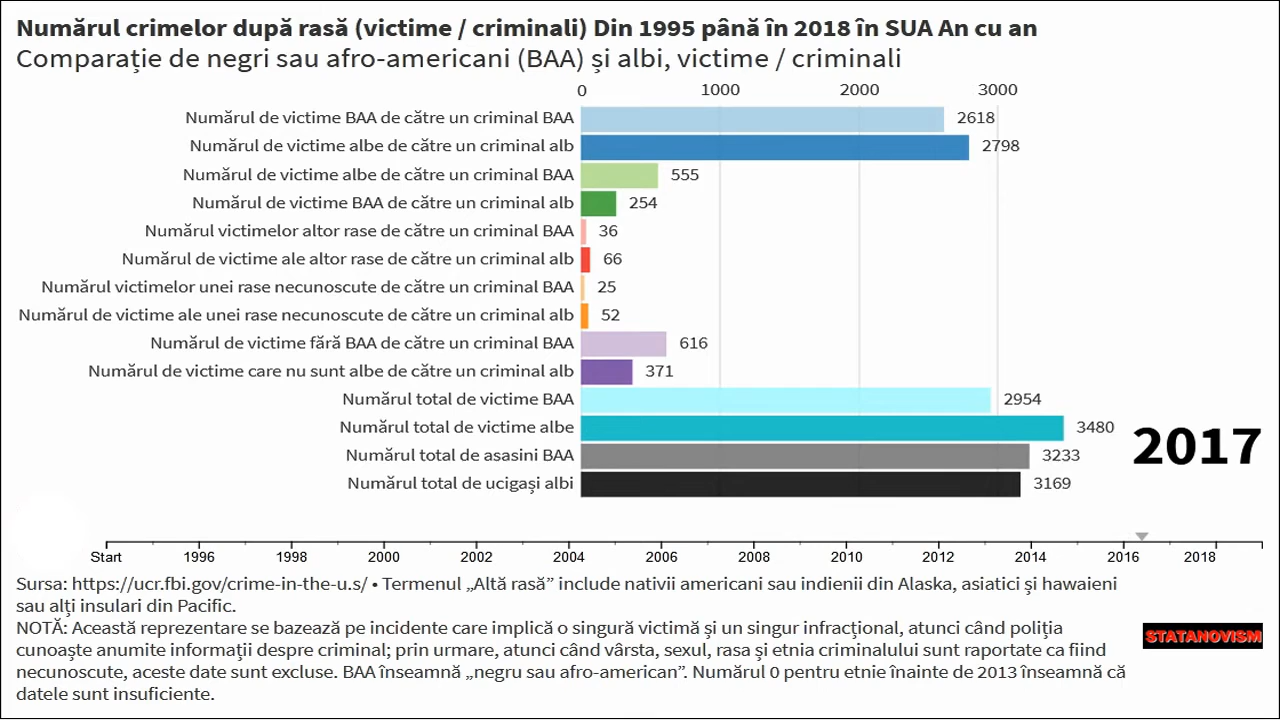 Numărul crimelor după rasă (victime / criminali) Din 1995 până în 2018 în SUA An cu an
Comparație de negri sau afro-americani (BAA) și albi, victime / criminali
0 1000 2000 3000
Numărul de victime BAA de către un criminal BAA 2618
Numărul de victime albe de către un criminal alb 2798
Numărul de victime albe de către un criminal BAA 555
Numărul de victime BAA de către un criminal alb 254
Numărul victimelor altor rase de către un criminal BAA 36
Numărul de victime ale altor rase de către un criminal alb 66
Numărul victimelor unei rase necunoscute de către un criminal BAA 25
Numărul de victime ale unei rase necunoscute de către un criminal alb 52
Numărul de victime fără BAA de către un criminal BAA 616
Numărul de victime care nu sunt albe de către un criminal alb 371
Numărul total de victime BAA 2954
Numărul total de victime albe 3480
2017
Numărul total de asasini BAA 3233
Numărul total de ucigași albi 3169
Start 1996 1998 2000 2002 2004 2006 2008 2010 2012 2014 2016 2018
Sursa: https://ucr.fbi.gov/crime-in-the-u.s/ • Termenul „Altă rasă” include nativii americani sau indienii din Alaska, asiatici și hawaieni
sau alți insulari din Pacific.
NOTĂ: Această reprezentare se bazează pe incidente care implică o singură victimă și un singur infracțional, atunci când poliția
cunoaște anumite informații despre criminal; prin urmare, atunci când vârsta, sexul, rasa și etnia criminalului sunt raportate ca fiind
necunoscute, aceste date sunt excluse. BAA înseamnă „negru sau afro-american”. Numărul 0 pentru etnie înainte de 2013 înseamnă că
datele sunt insuficiente.
STATANOVISM